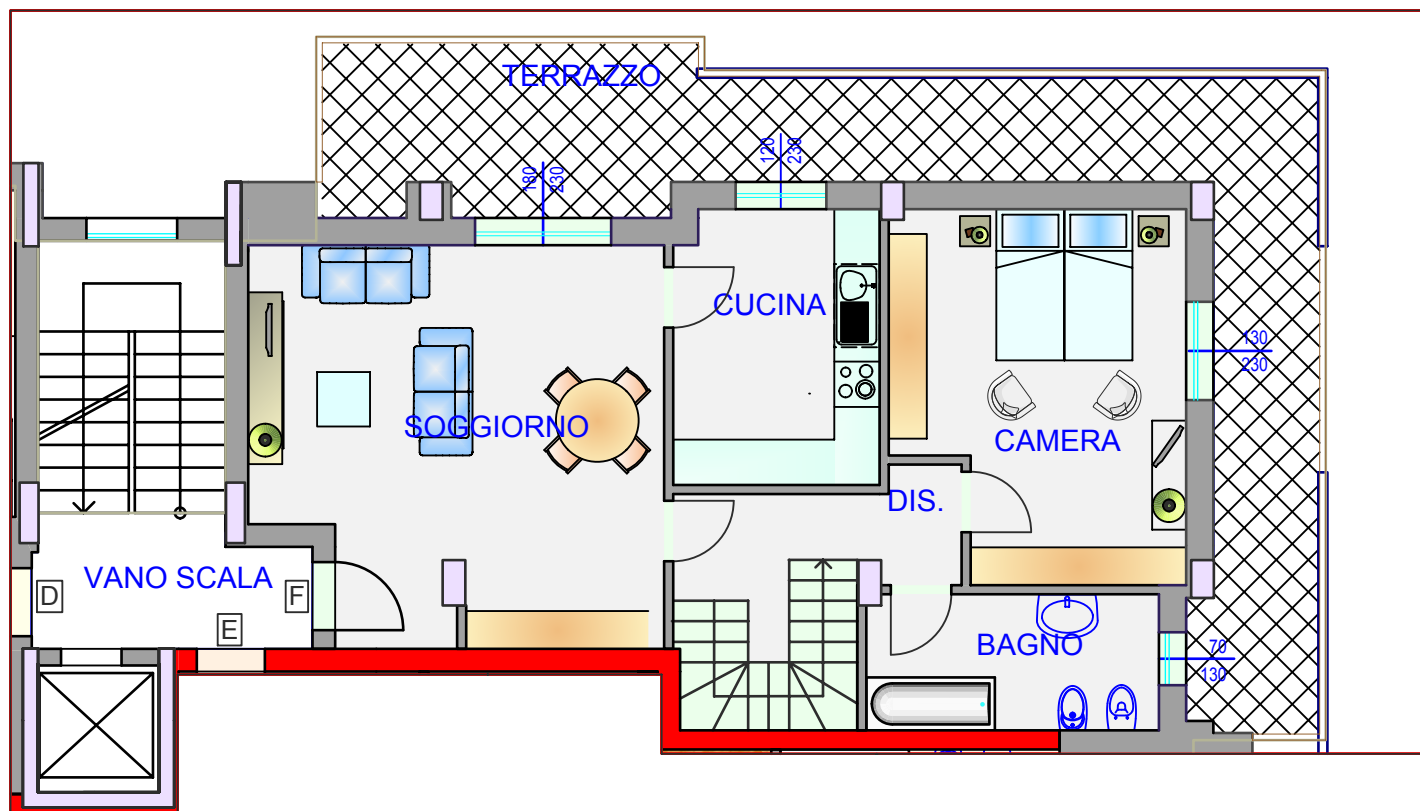 TERRAZZO
180
230
120
230
CUCINA
130
230
SOGGIORNO
CAMERA
DIS.
VANO SCALA
D
F
E
BAGNO
70
130